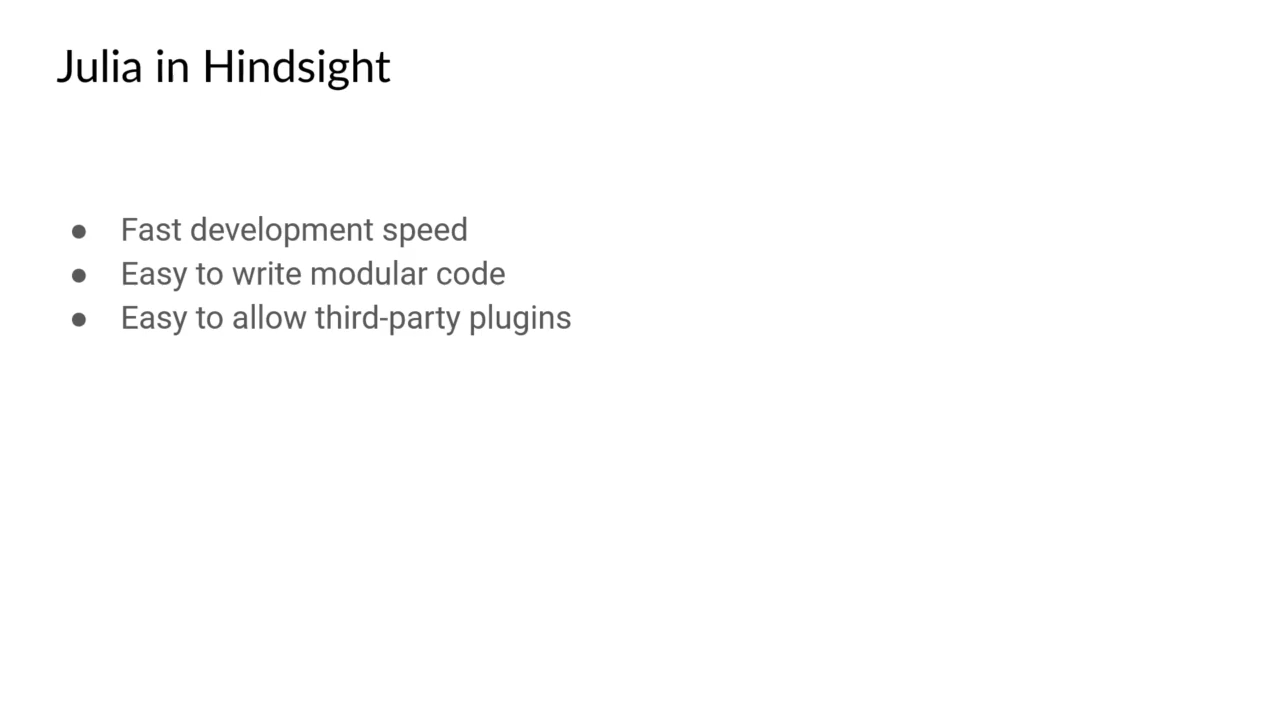 Julia in Hindsight
● Fast development speed
● Easy to write modular code
● Easy to allow third-party plugins